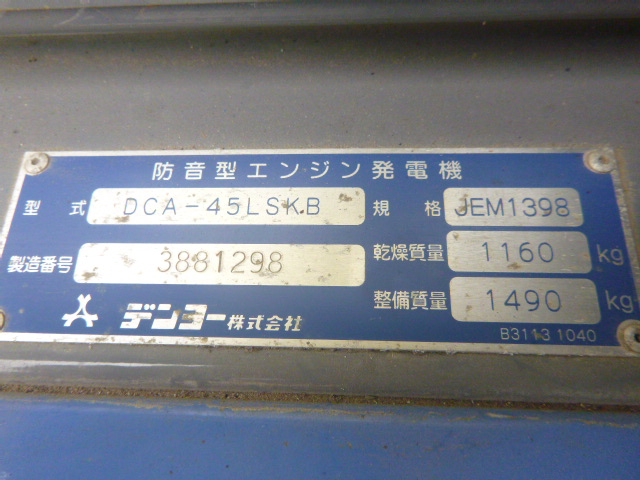 防音型エンジン発電機
型式 DCA-45LSKB 規格 JEM1398
製造番号 3881298 乾燥質量 1160 kg
デンヨー株式会社 整備質量 1490 kg
B3113 1040